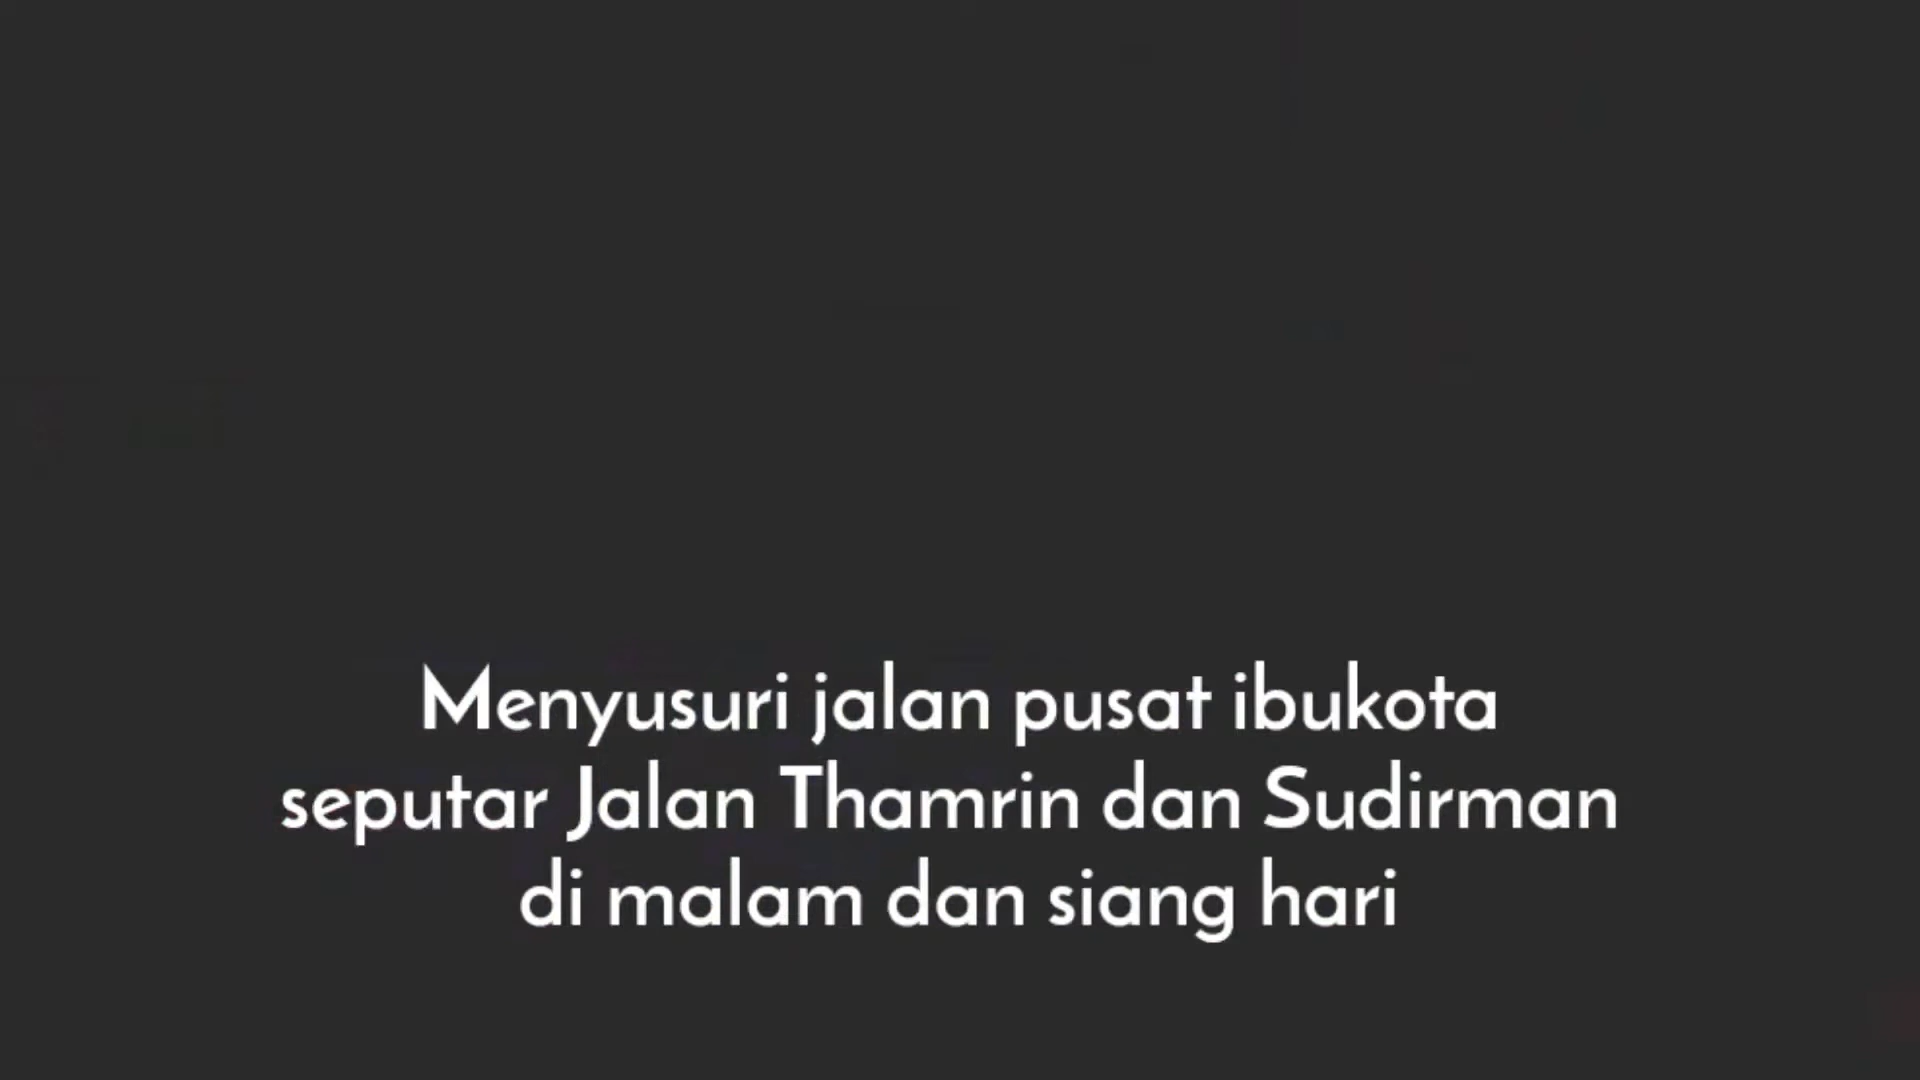 Menyusuri jalan pusat ibukota
seputar Jalan Thamrin dan Sudirman
di malam dan siang hari